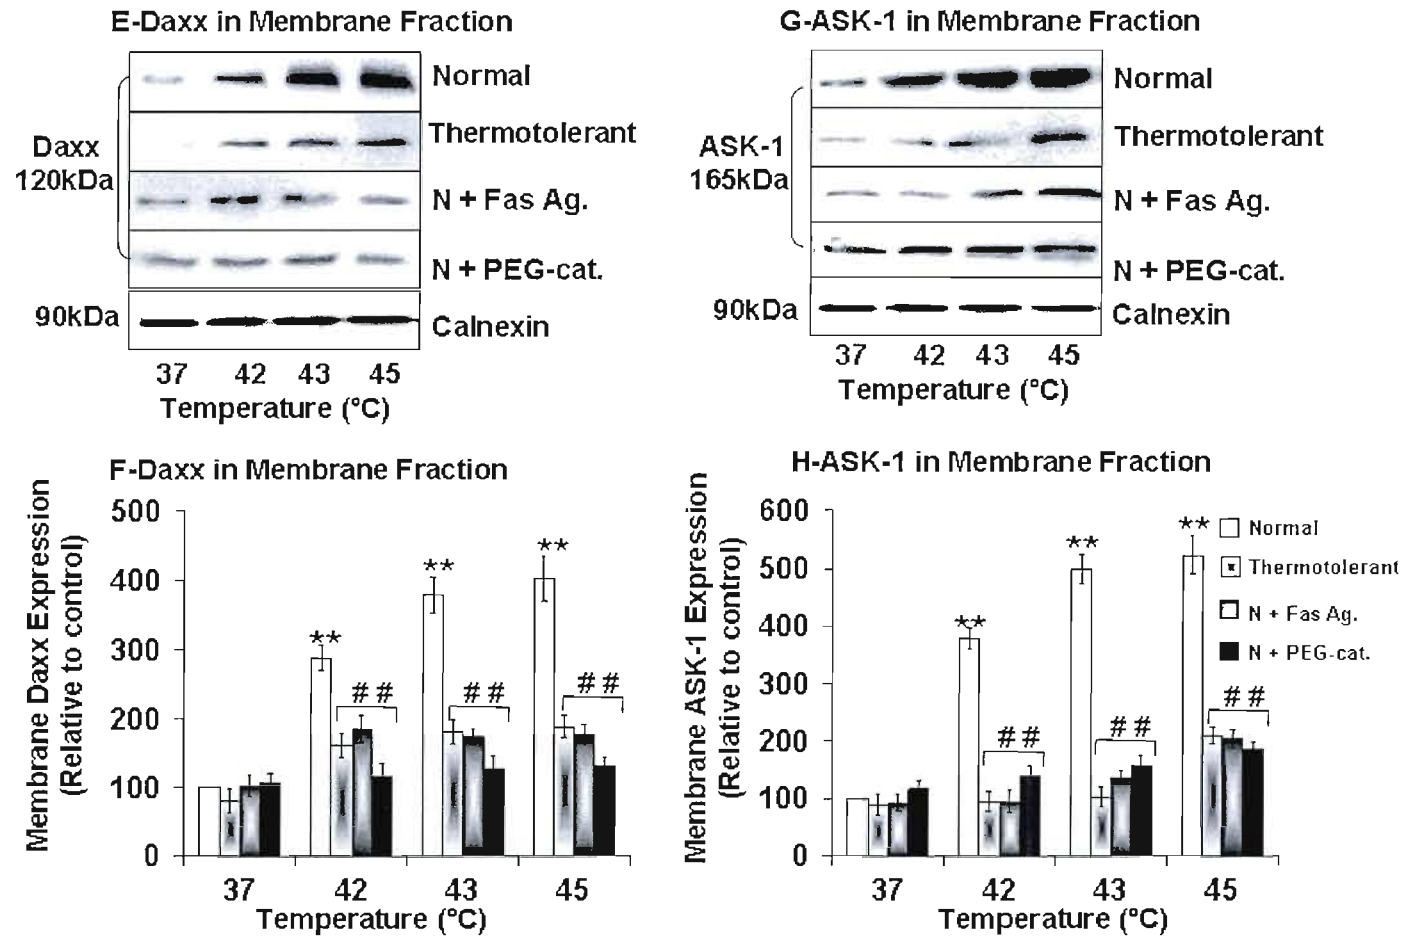 E-Daxx in Membrane Fraction
Normal
Thermotolerant
Daxx
120kDa
N + Fas Ag.
N + PEG-cat.
90kDa
Calnexin
37 42 43 45
Temperature (°C)
G-ASK-1 in Membrane Fraction
Normal
Thermotolerant
ASK-1
165kDa
N + Fas Ag.
N + PEG-cat.
90kDa
Calnexin
37 42 43 45
Temperature (°C)
F-Daxx in Membrane Fraction
Membrane Daxx Expression
(Relative to control)
500
400
300
200
100
0
**
**
**
# #
# #
# #
37 42 43 45
Temperature (°C)
H-ASK-1 in Membrane Fraction
Membrane ASK-1 Expression
(Relative to control)
600
500
400
300
200
100
0
**
**
**
# #
# #
# #
Normal
Thermotolerant
N + Fas Ag.
N + PEG-cat.
37 42 43 45
Temperature (°C)